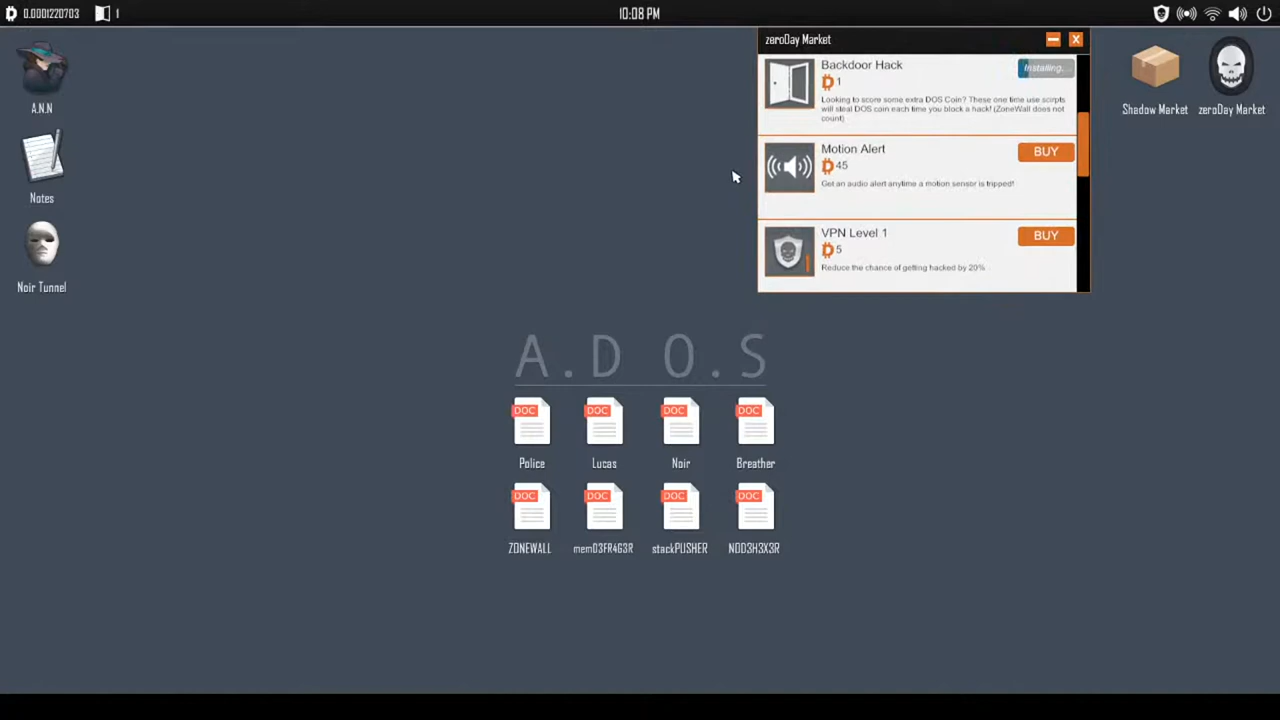 0.0001220703
1
10:08 PM
zeroDay Market
Backdoor Hack
1
Installing...
Looking to score some extra DOS Coin? These one time use scirpts
will steal DOS coin each time you block a hack! (ZoneWall does not
count)
Motion Alert
45
BUY
Get an audio alert anytime a motion sensor is tripped!
VPN Level 1
5
BUY
Reduce the chance of getting hacked by 20%
A.N.N
Notes
Noir Tunnel
Shadow Market
zeroDay Market
A.D O.S
DOC
DOC
DOC
DOC
Police
Lucas
Noir
Breather
DOC
DOC
DOC
DOC
ZONEWALL
memD3FR4G3R
stackPUSHER
NOD3H3X3R